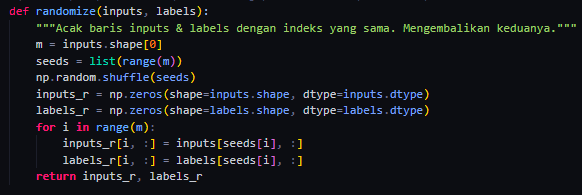 def randomize(inputs, labels):
    """Acak baris inputs & labels dengan indeks yang sama. Mengembalikan keduanya."""
    m = inputs.shape[0]
    seeds = list(range(m))
    np.random.shuffle(seeds)
    inputs_r = np.zeros(shape=inputs.shape, dtype=inputs.dtype)
    labels_r = np.zeros(shape=labels.shape, dtype=labels.dtype)
    for i in range(m):
        inputs_r[i, :] = inputs[seeds[i], :]
        labels_r[i, :] = labels[seeds[i], :]
    return inputs_r, labels_r